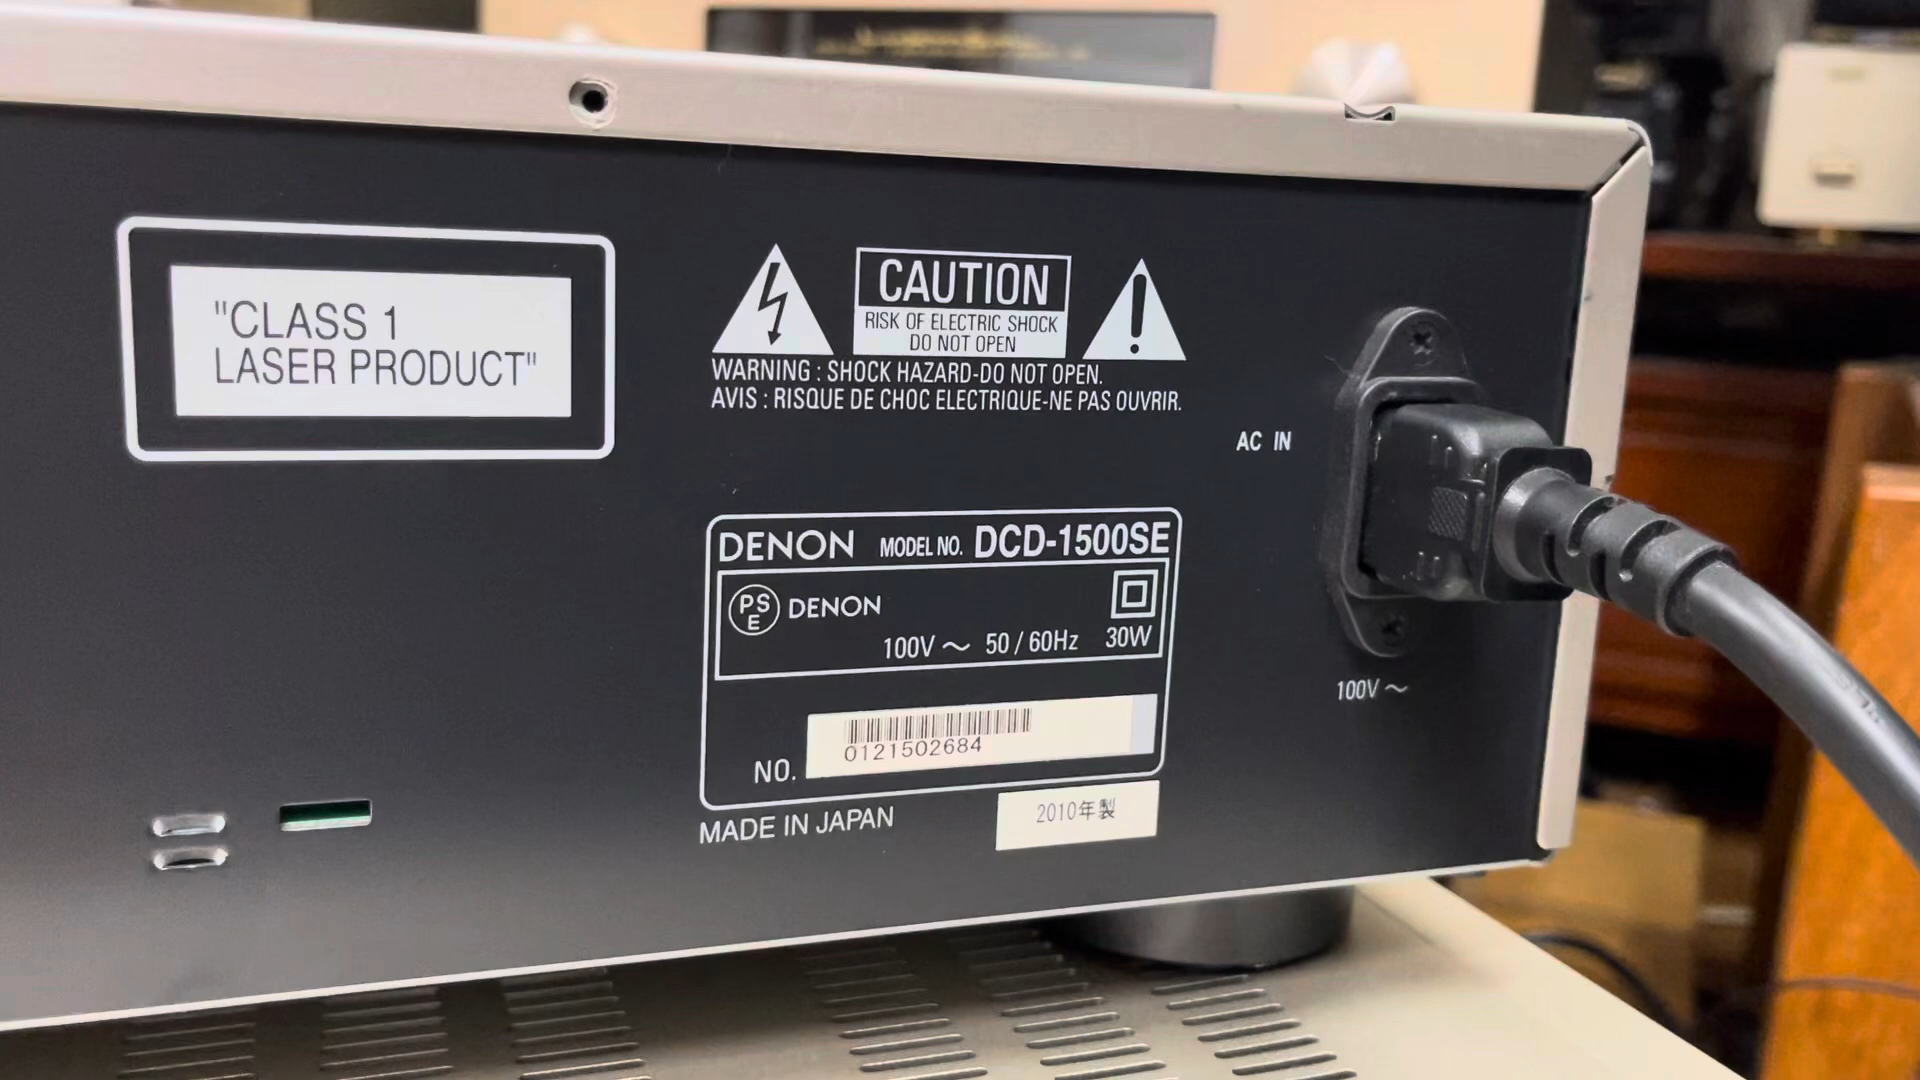 "CLASS 1
LASER PRODUCT"
CAUTION
RISK OF ELECTRIC SHOCK
DO NOT OPEN
WARNING : SHOCK HAZARD-DO NOT OPEN.
AVIS : RISQUE DE CHOC ELECTRIQUE-NE PAS OUVRIR.
AC IN
DENON MODEL NO. DCD-1500SE
PS
E
DENON
100V ~ 50 / 60Hz 30W
100V ~
0121502684
NO.
MADE IN JAPAN
2010年製